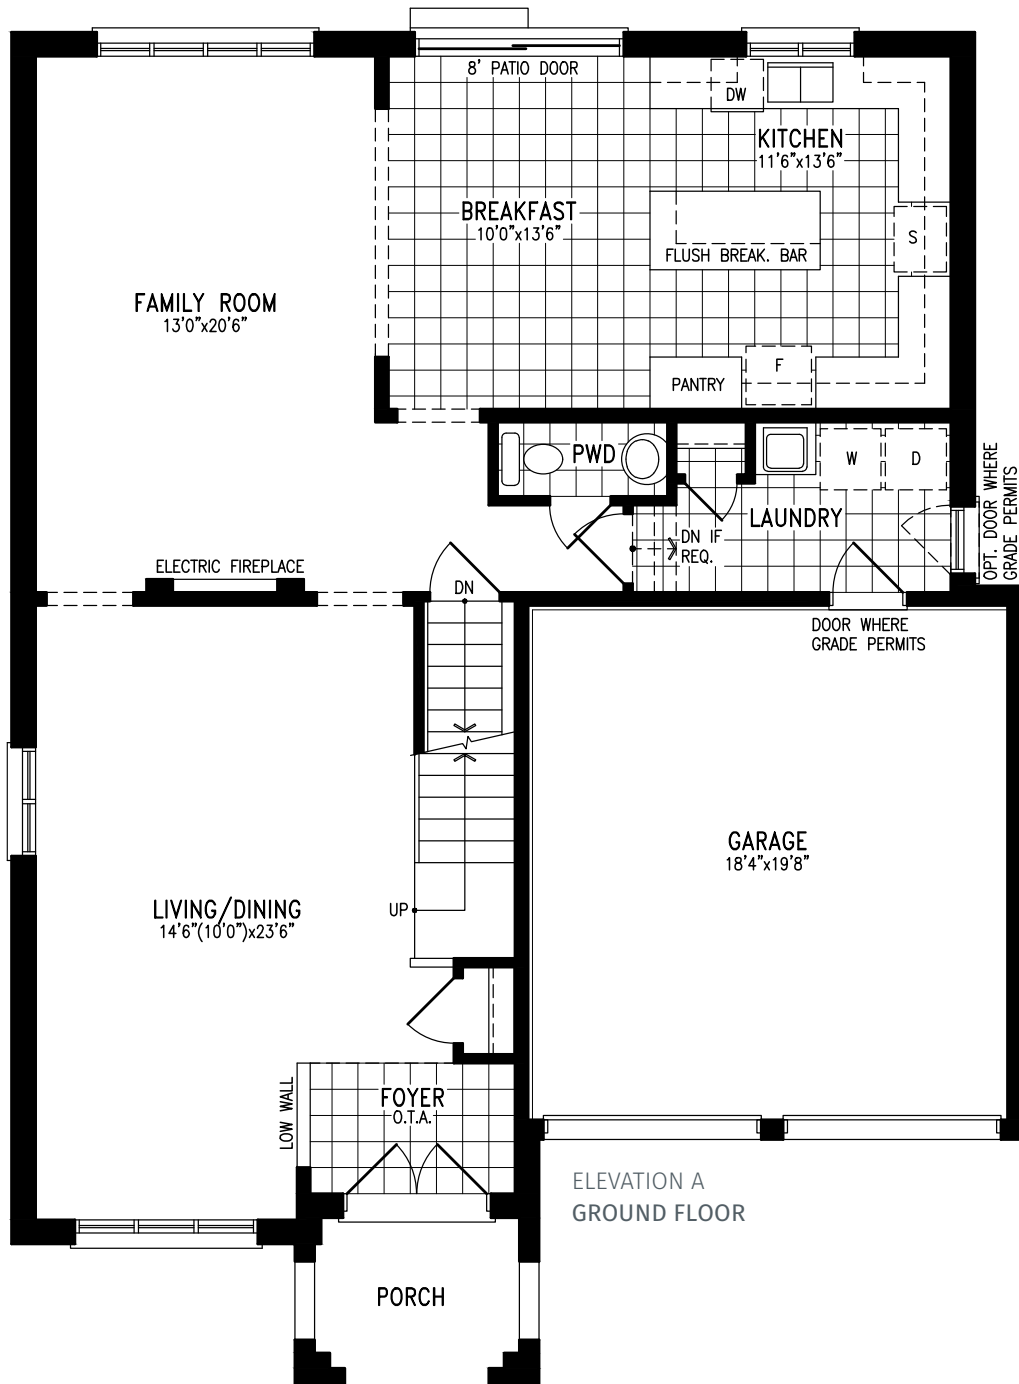 8' PATIO DOOR
DW
KITCHEN
11'6"x13'6"
BREAKFAST
10'0"x13'6"
S
FLUSH BREAK. BAR
FAMILY ROOM
13'0"x20'6"
F
PANTRY
PWD
W
D
LAUNDRY
OPT. DOOR WHERE
GRADE PERMITS
DN IF
REQ.
ELECTRIC FIREPLACE
DN
DOOR WHERE
GRADE PERMITS
GARAGE
18'4"x19'8"
LIVING/DINING
14'6"(10'0")x23'6"
UP
LOW WALL
FOYER
O.T.A.
ELEVATION A
GROUND FLOOR
PORCH